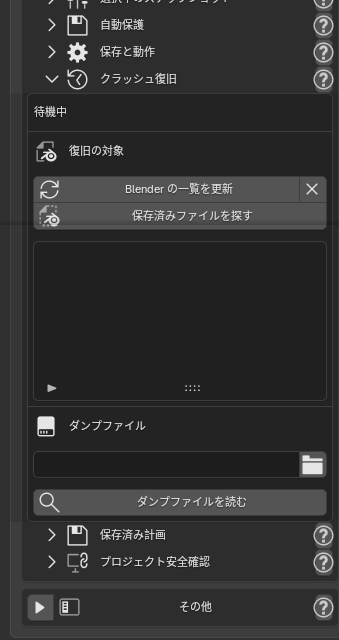 自動保護
保存と動作
クラッシュ復旧
待機中
復旧の対象
Blender の一覧を更新
保存済みファイルを探す
ダンプファイル
ダンプファイルを読む
保存済み計画
プロジェクト安全確認
その他